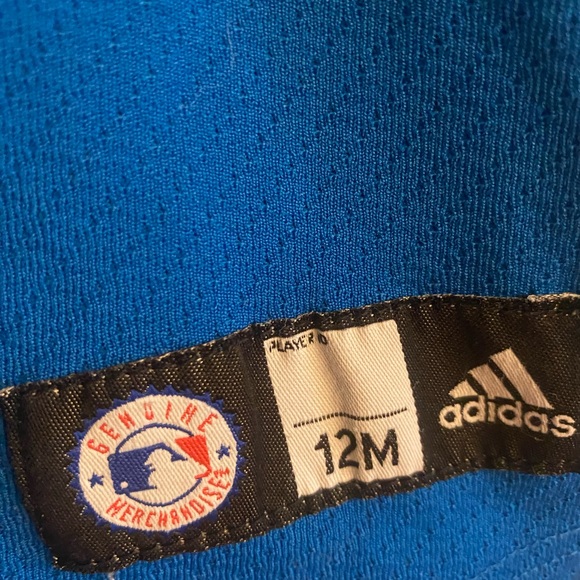 GENUINE
MERCHANDISE
PLAYER ID
12M
adidas